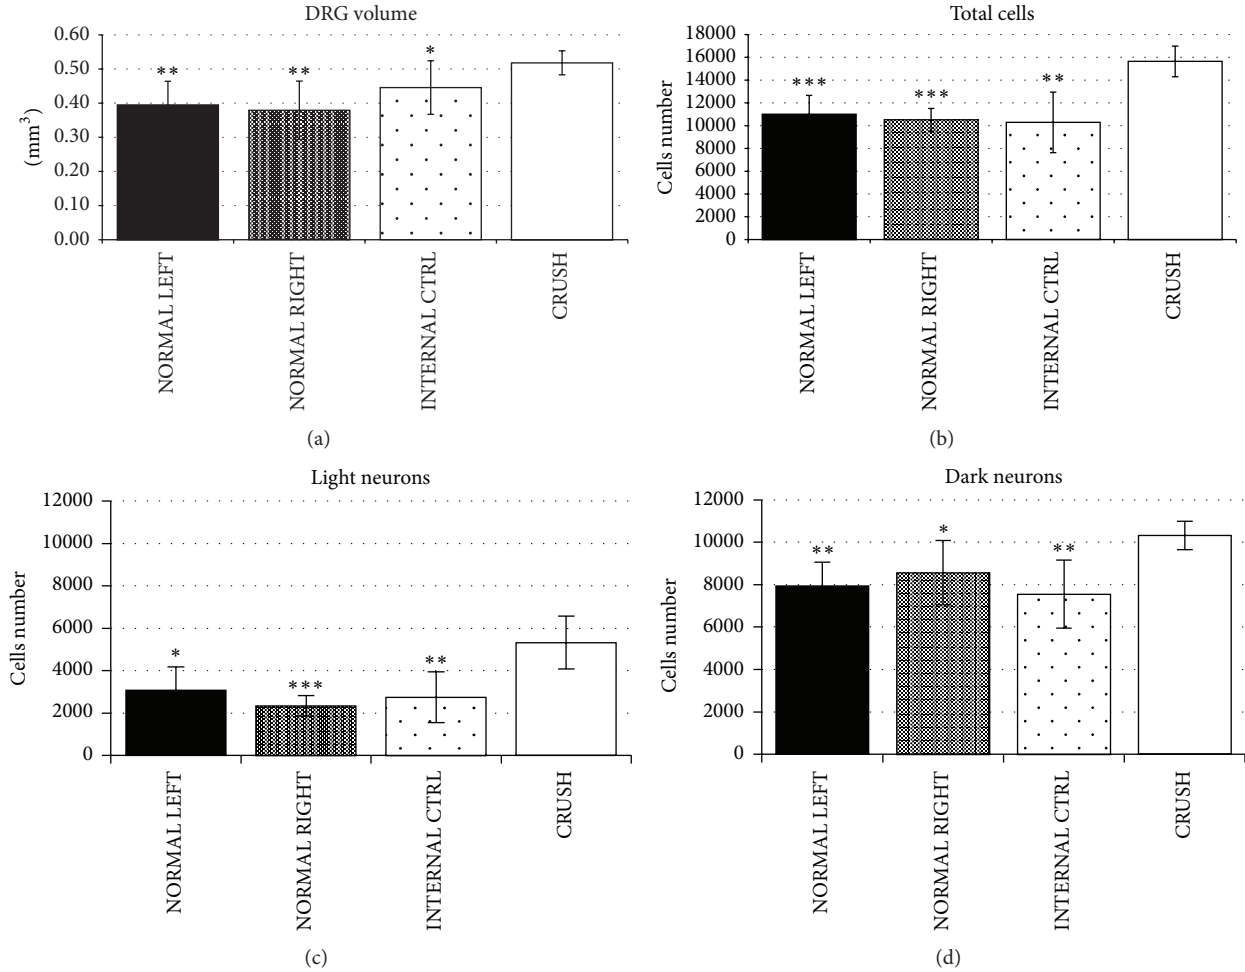 DRG volume
0.60
0.50
0.40
0.30
0.20
0.10
0.00
(mm3)
**
**
*
NORMAL LEFT
NORMAL RIGHT
INTERNAL CTRL
CRUSH
(a)
Total cells
18000
16000
14000
12000
10000
8000
6000
4000
2000
0
Cells number
***
***
**
NORMAL LEFT
NORMAL RIGHT
INTERNAL CTRL
CRUSH
(b)
Light neurons
12000
10000
8000
6000
4000
2000
0
Cells number
*
***
**
NORMAL LEFT
NORMAL RIGHT
INTERNAL CTRL
CRUSH
(c)
Dark neurons
12000
10000
8000
6000
4000
2000
0
Cells number
**
*
**
NORMAL LEFT
NORMAL RIGHT
INTERNAL CTRL
CRUSH
(d)